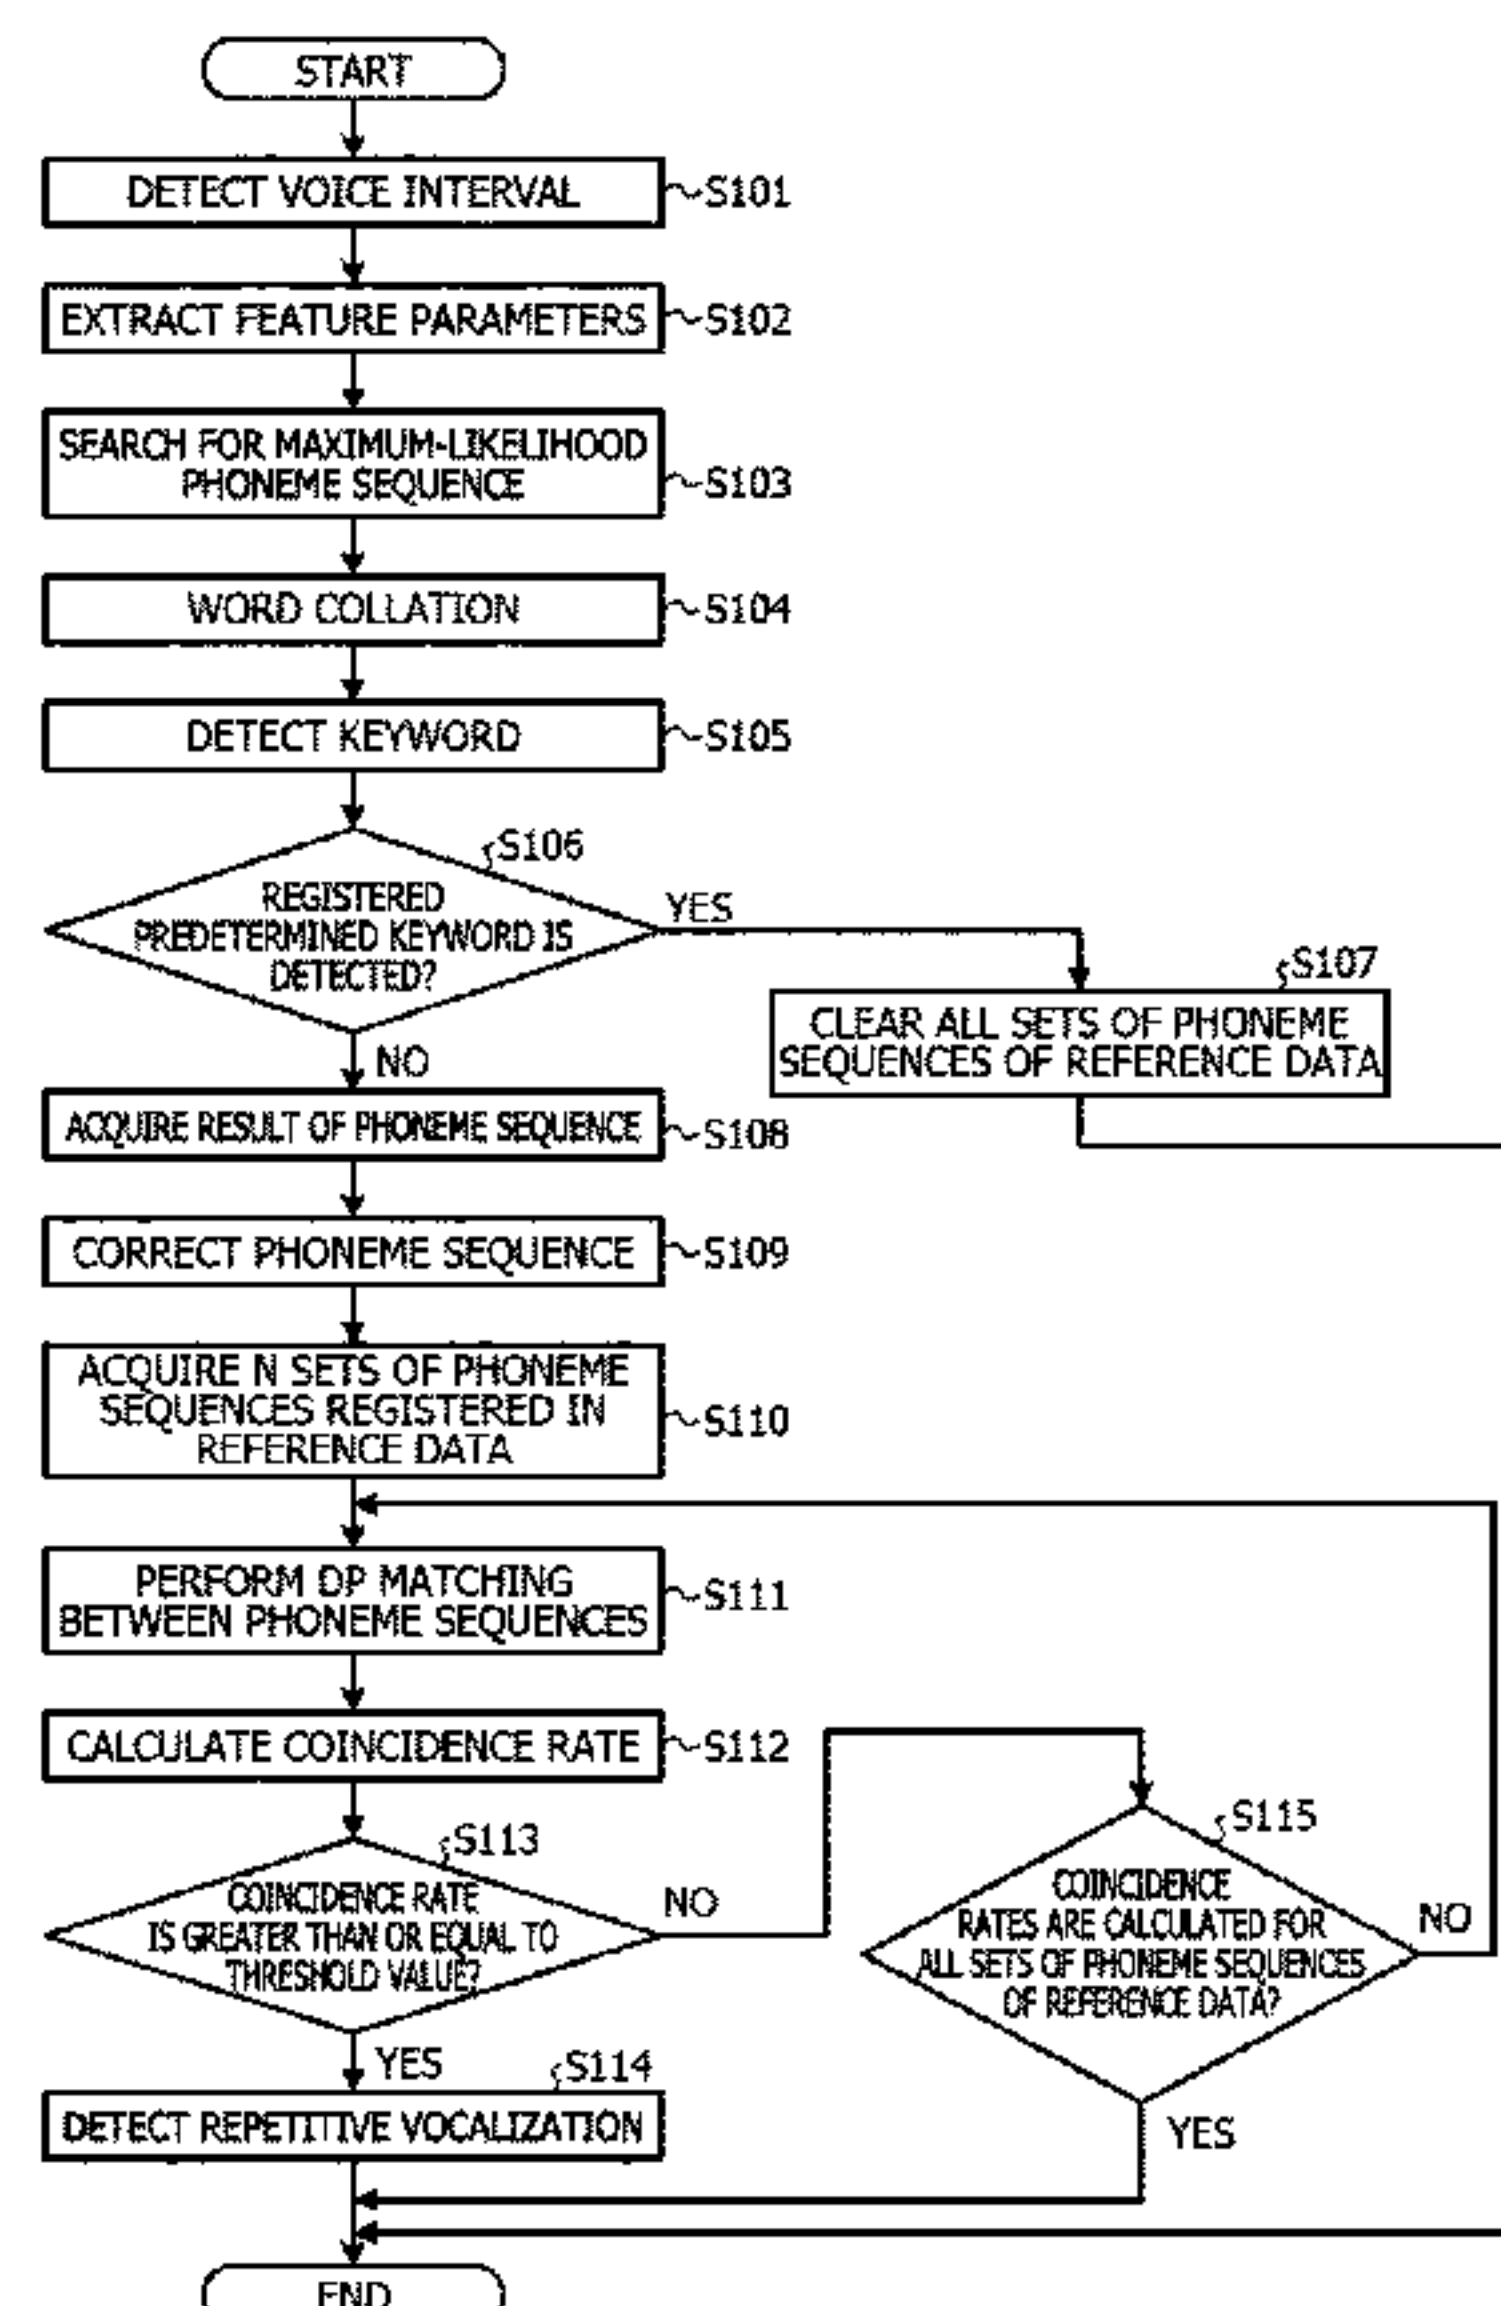 START
DETECT VOICE INTERVAL
S101
EXTRACT FEATURE PARAMETERS
S102
SEARCH FOR MAXIMUM-LIKELIHOOD
PHONEME SEQUENCE
S103
WORD COLLATION
S104
DETECT KEYWORD
S105
S106
REGISTERED
PREDETERMINED KEYWORD IS
DETECTED?
YES
NO
S107
CLEAR ALL SETS OF PHONEME
SEQUENCES OF REFERENCE DATA
ACQUIRE RESULT OF PHONEME SEQUENCE
S108
CORRECT PHONEME SEQUENCE
S109
ACQUIRE N SETS OF PHONEME
SEQUENCES REGISTERED IN
REFERENCE DATA
S110
PERFORM DP MATCHING
BETWEEN PHONEME SEQUENCES
S111
CALCULATE COINCIDENCE RATE
S112
S113
COINCIDENCE RATE
IS GREATER THAN OR EQUAL TO
THRESHOLD VALUE?
NO
YES
S115
COINCIDENCE
RATES ARE CALCULATED FOR
ALL SETS OF PHONEME SEQUENCES
OF REFERENCE DATA?
NO
YES
S114
DETECT REPETITIVE VOCALIZATION
END